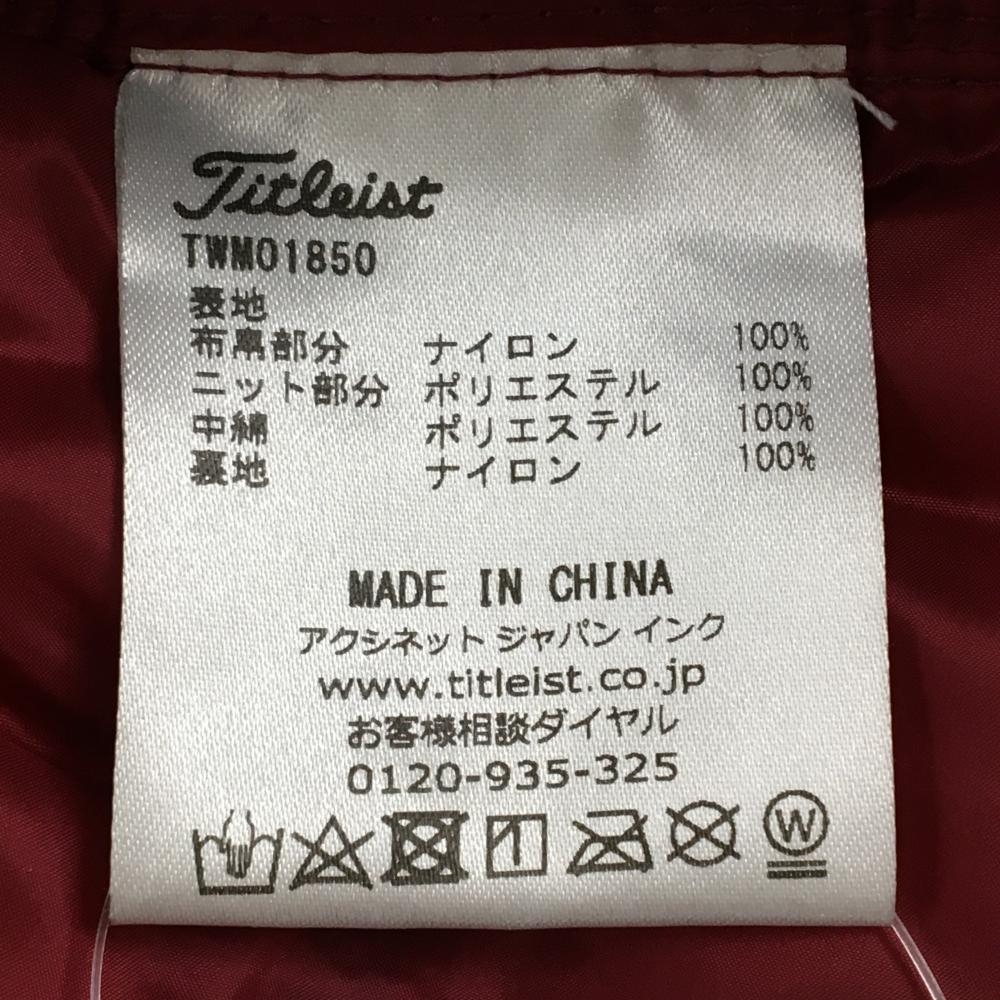 Titleist
TWM01850
表地
布帛部分 ナイロン 100%
ニット部分 ポリエステル 100%
中綿 ポリエステル 100%
裏地 ナイロン 100%
MADE IN CHINA
アクシネット ジャパン インク
www.titleist.co.jp
お客様相談ダイヤル
0120-935-325
W